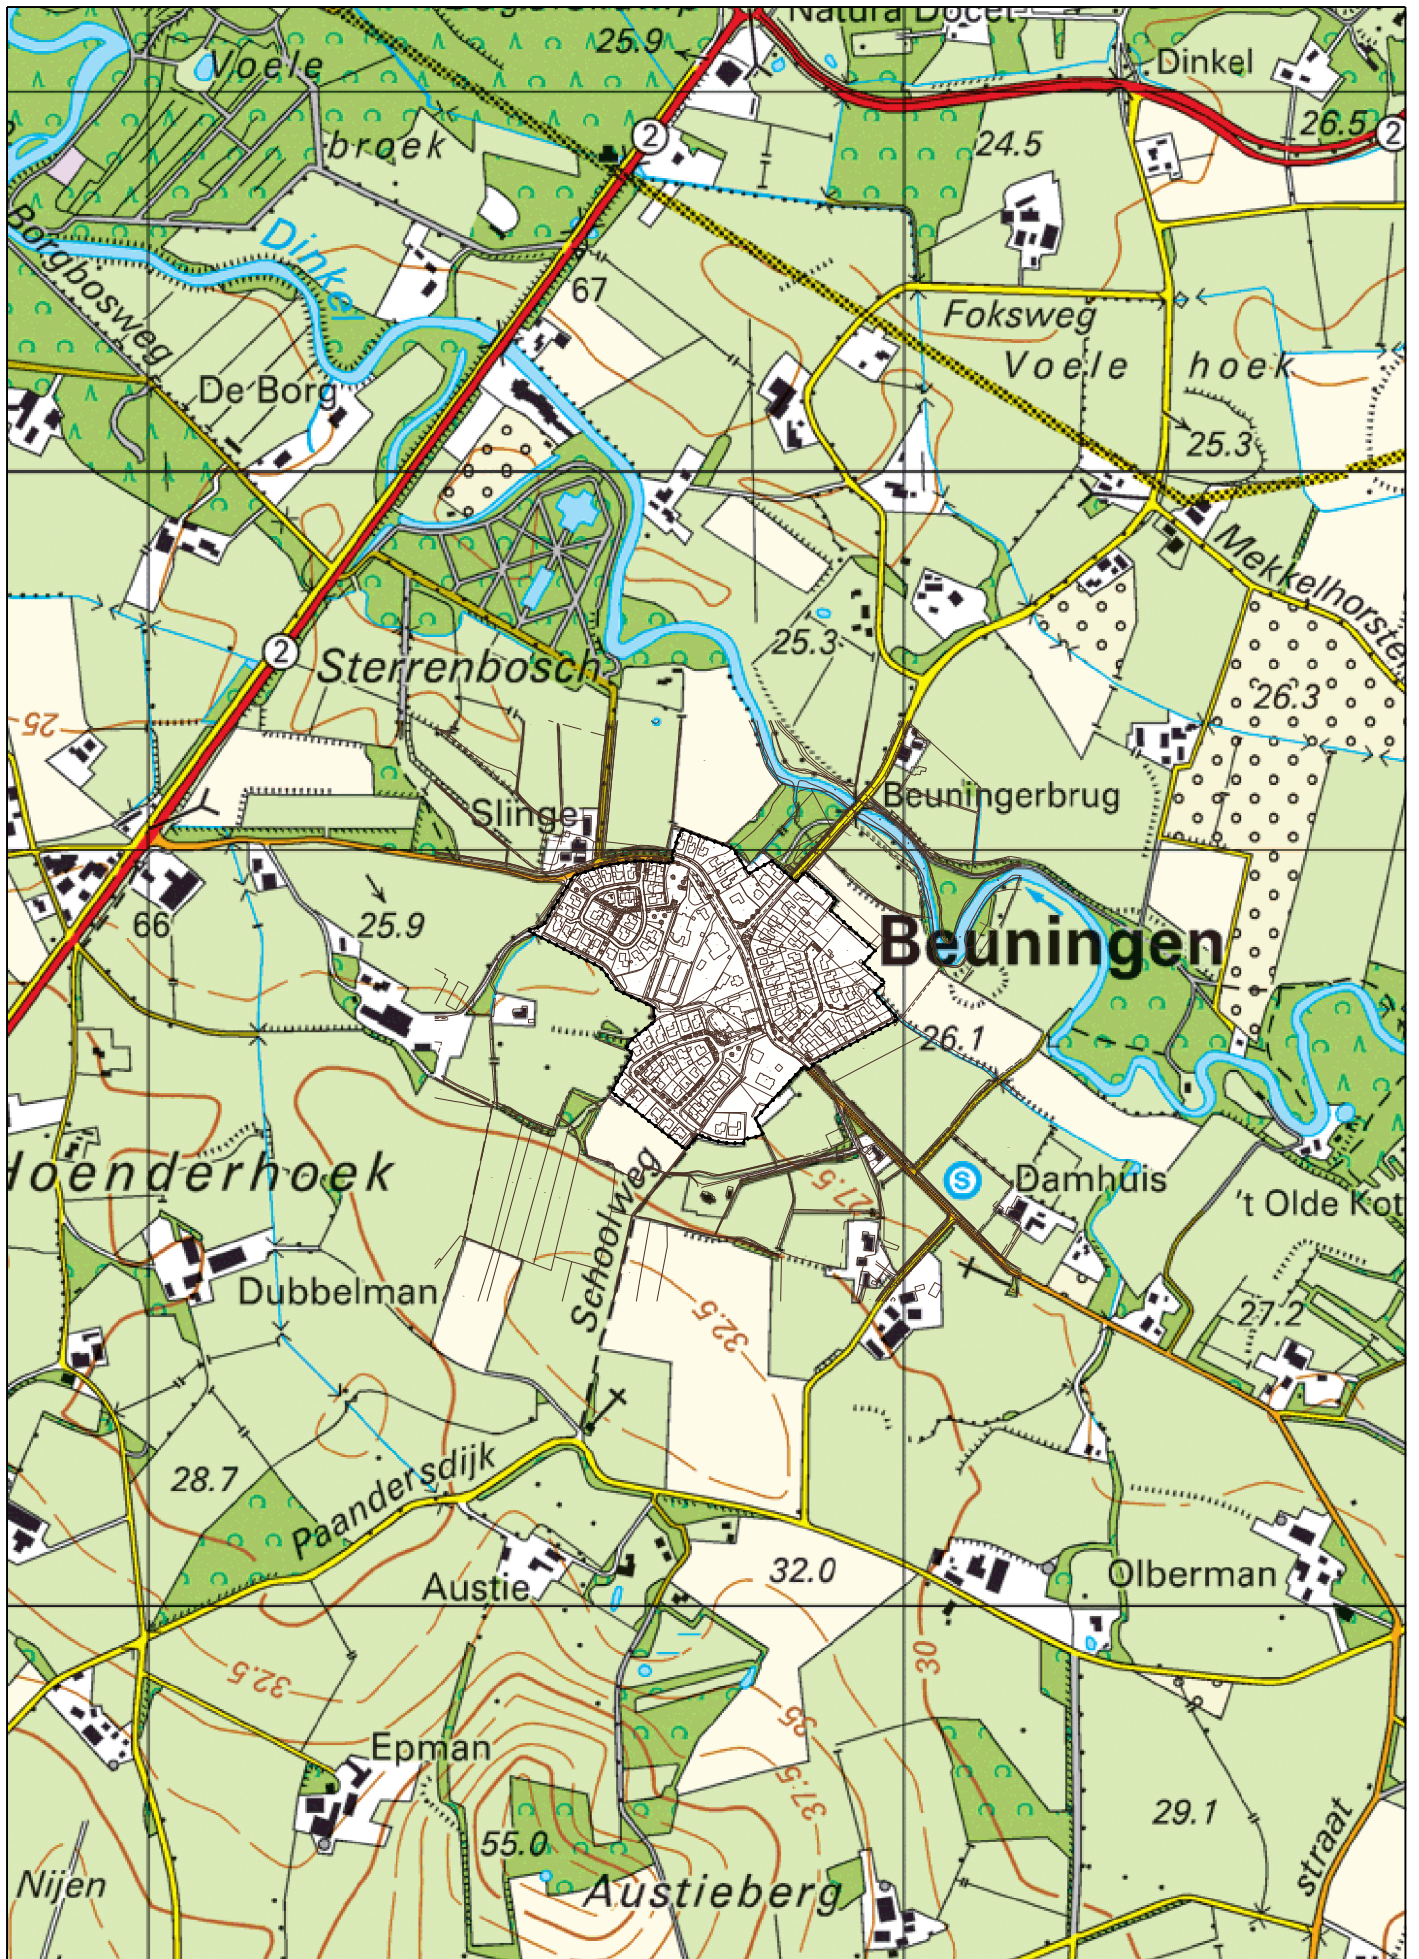 Natura Docet
25.9
Voele
Dinkel
2
26.5
2
broek
24.5
Borgbosweg
Dinkel
67
Foksweg
Voele hoek
De Borg
25.3
Mekkelhorster
25.3
2
Sterrenbosch
26.3
25
Slinger
Beuningerbrug
66
25.9
Beuningen
26.1
Hoenderhoek
Schoolweg
27.5
S
Damhuis
't Olde Kot
Dubbelman
32.5
27.2
28.7
Paandersdijk
Austie
32.0
Olberman
32.5
30
35
Epman
37.5
29.1
55.0
straat
Nijen
Austieberg